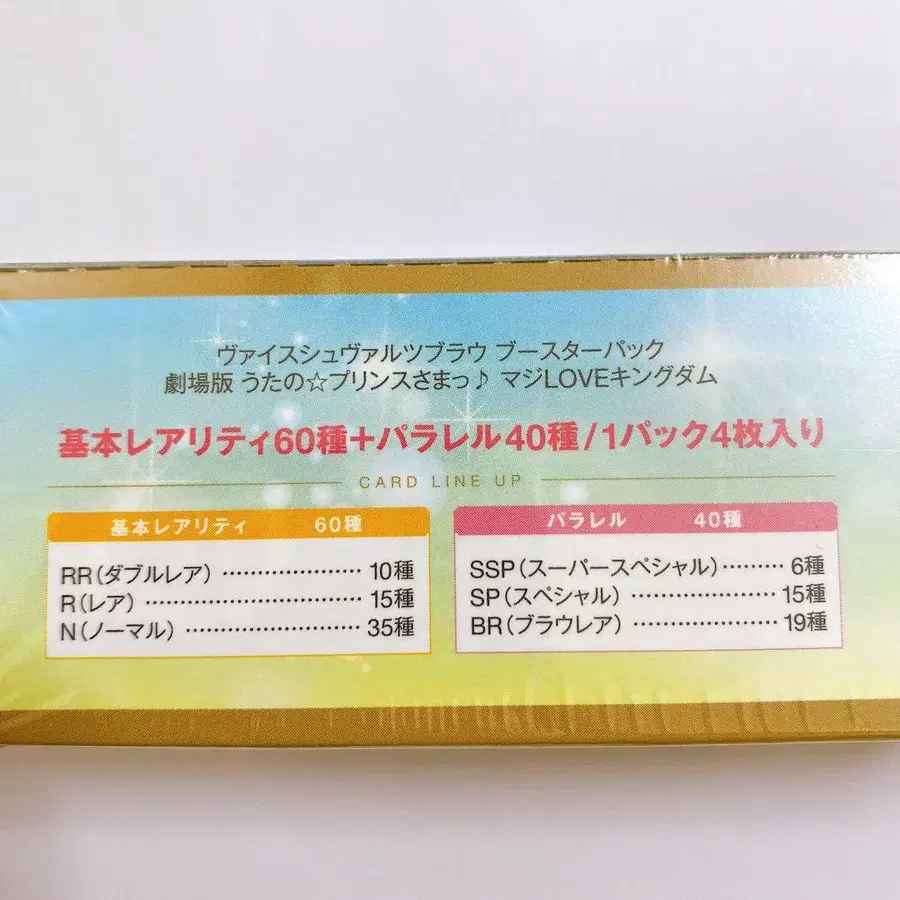 ヴァイスシュヴァルツブラウ ブースターパック
劇場版 うたの☆プリンスさまっ♪ マジLOVEキングダム
基本レアリティ60種＋パラレル40種/1パック4枚入り
CARD LINE UP
基本レアリティ 60種
RR（ダブルレア）…………………10種
R（レア）……………………………15種
N（ノーマル）………………………35種
パラレル 40種
SSP（スーパースペシャル）………6種
SP（スペシャル）…………………15種
BR（ブラウレア）…………………19種